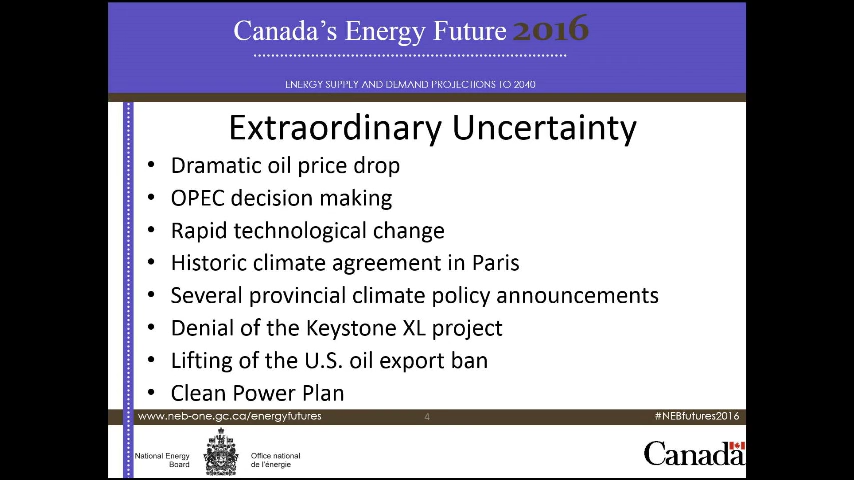 Canada's Energy Future 2016
ENERGY SUPPLY AND DEMAND PROJECTIONS TO 2040
Extraordinary Uncertainty
• Dramatic oil price drop
• OPEC decision making
• Rapid technological change
• Historic climate agreement in Paris
• Several provincial climate policy announcements
• Denial of the Keystone XL project
• Lifting of the U.S. oil export ban
• Clean Power Plan
www.neb-one.gc.ca/energyfutures 4 #NEBfutures2016
National Energy Board
Office national de l'énergie
Canada